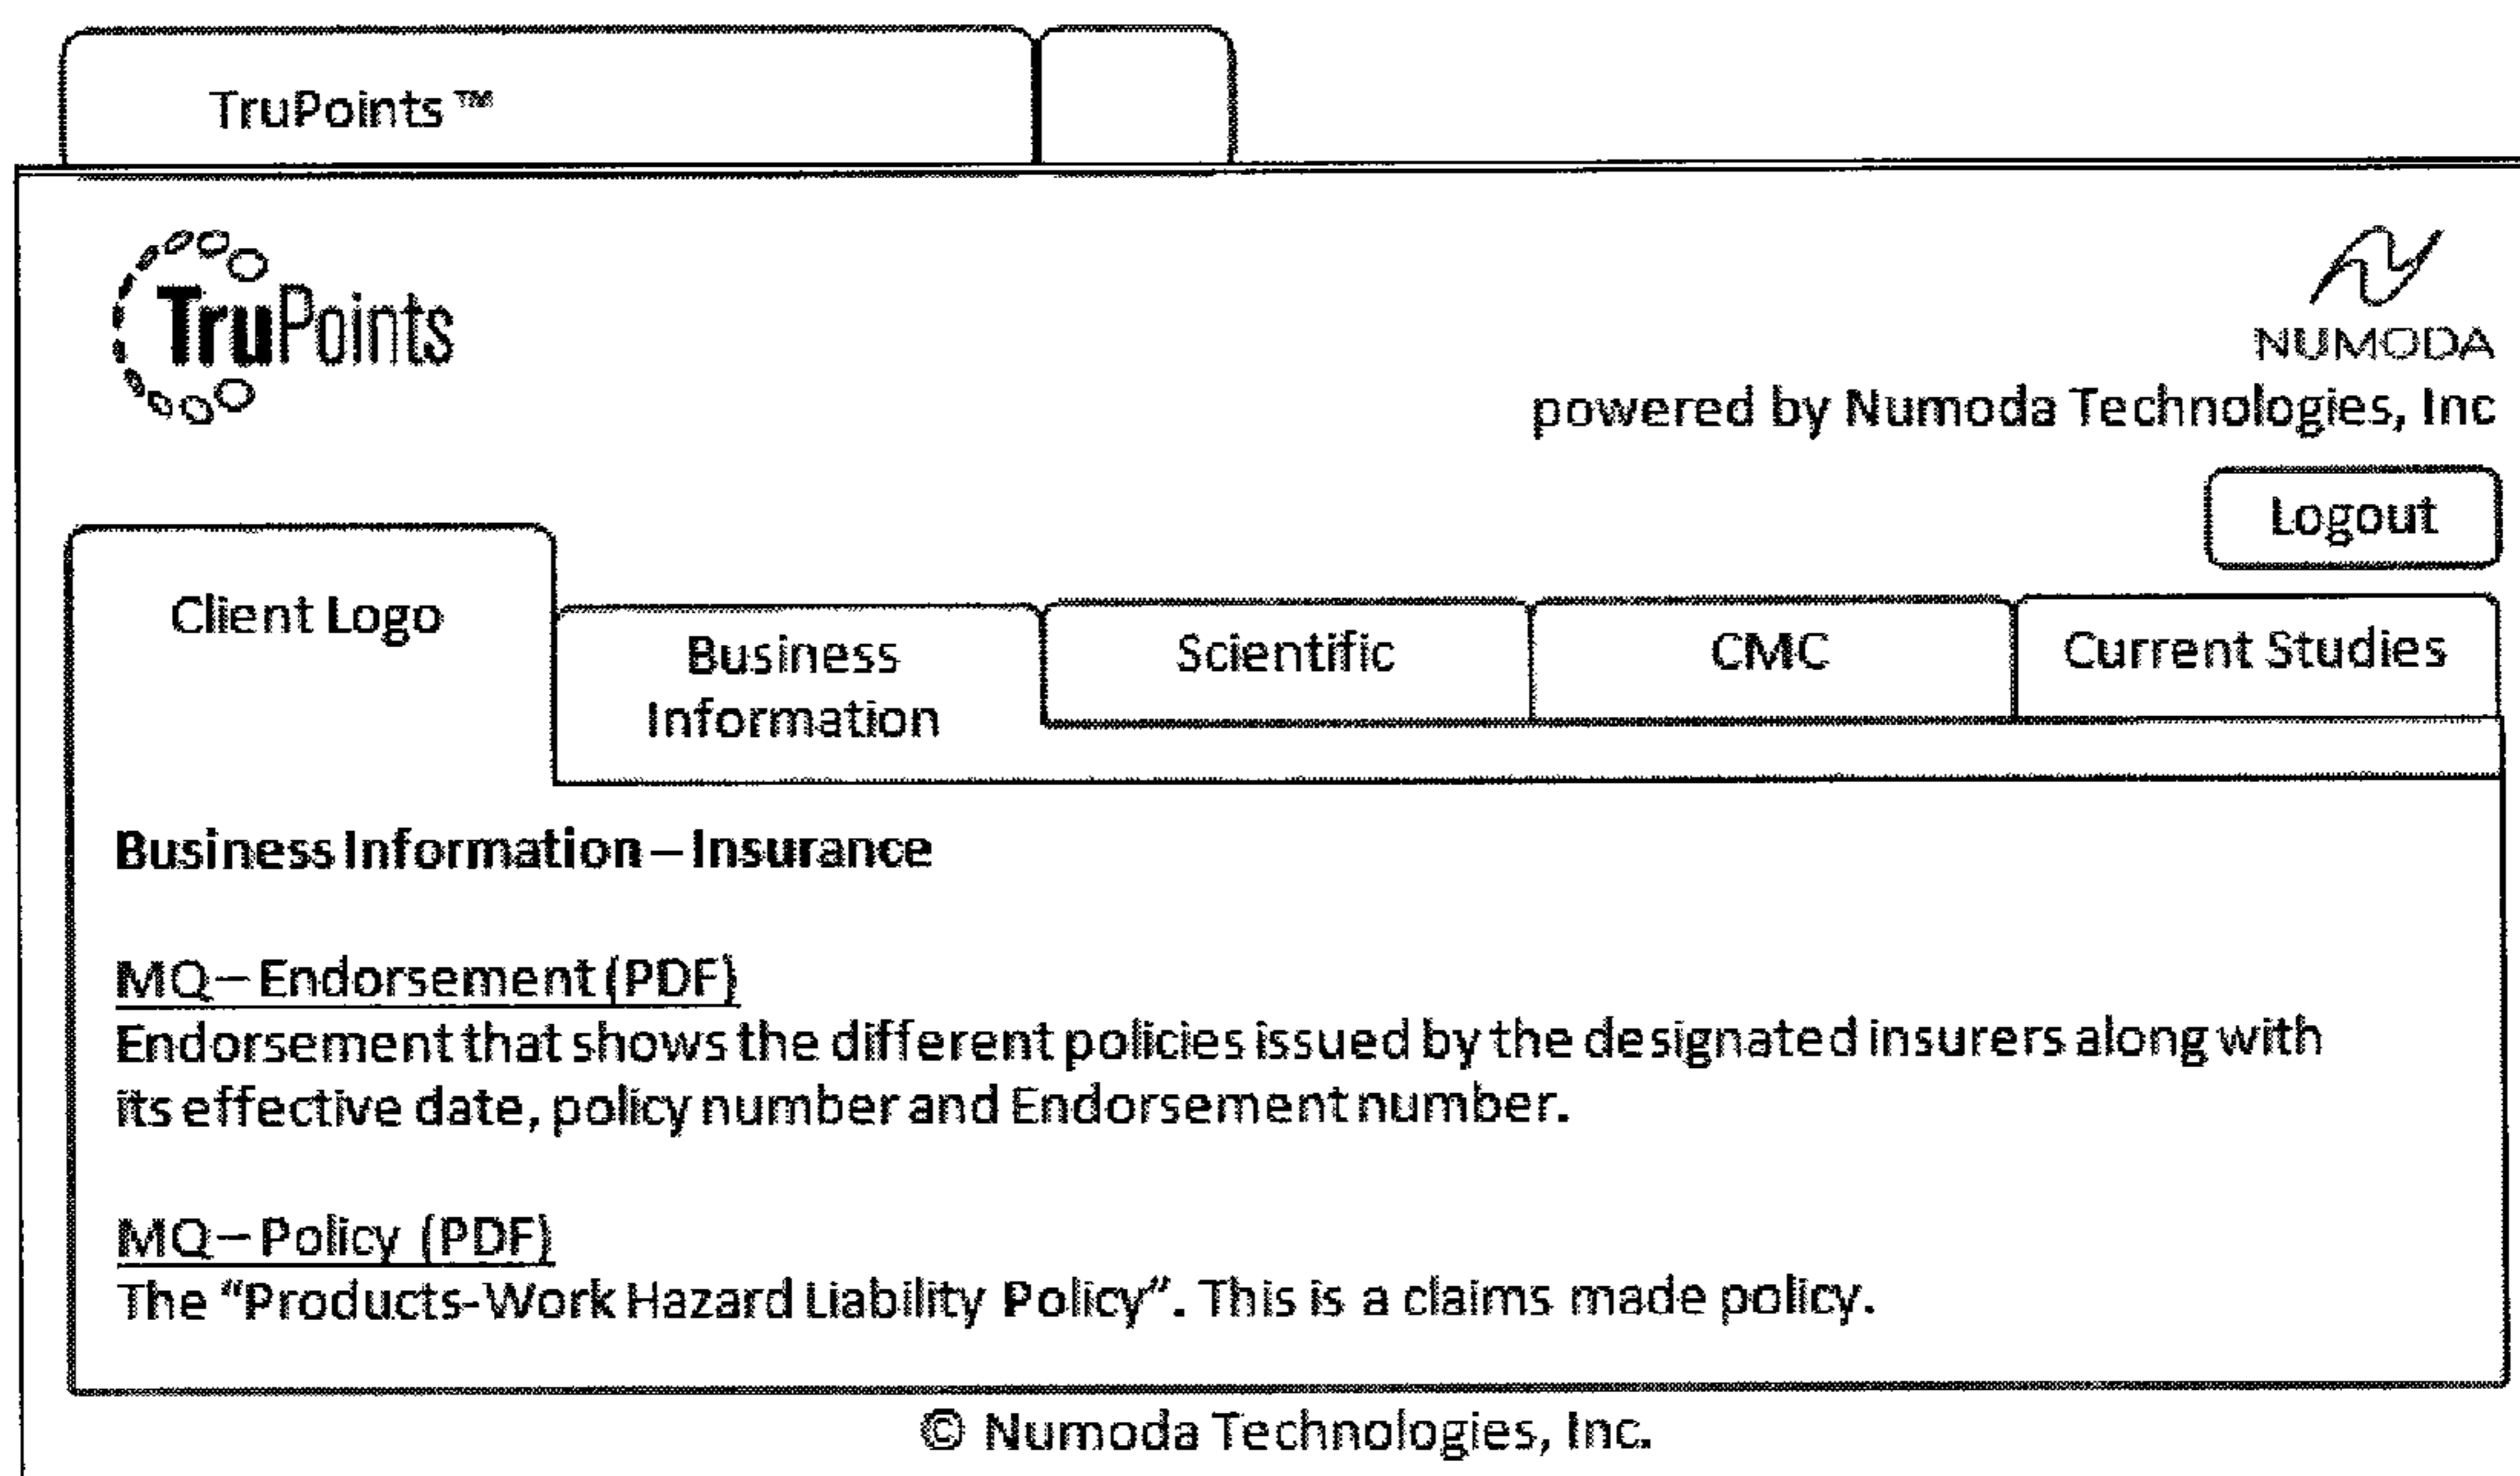 TruPoints™
TruPoints
NUMODA
powered by Numoda Technologies, Inc
Logout
Client Logo
Business
Information
Scientific
CMC
Current Studies
Business Information – Insurance
MQ – Endorsement (PDF)
Endorsement that shows the different policies issued by the designated insurers along with
its effective date, policy number and Endorsement number.
MQ – Policy (PDF)
The “Products-Work Hazard Liability Policy”. This is a claims made policy.
© Numoda Technologies, Inc.